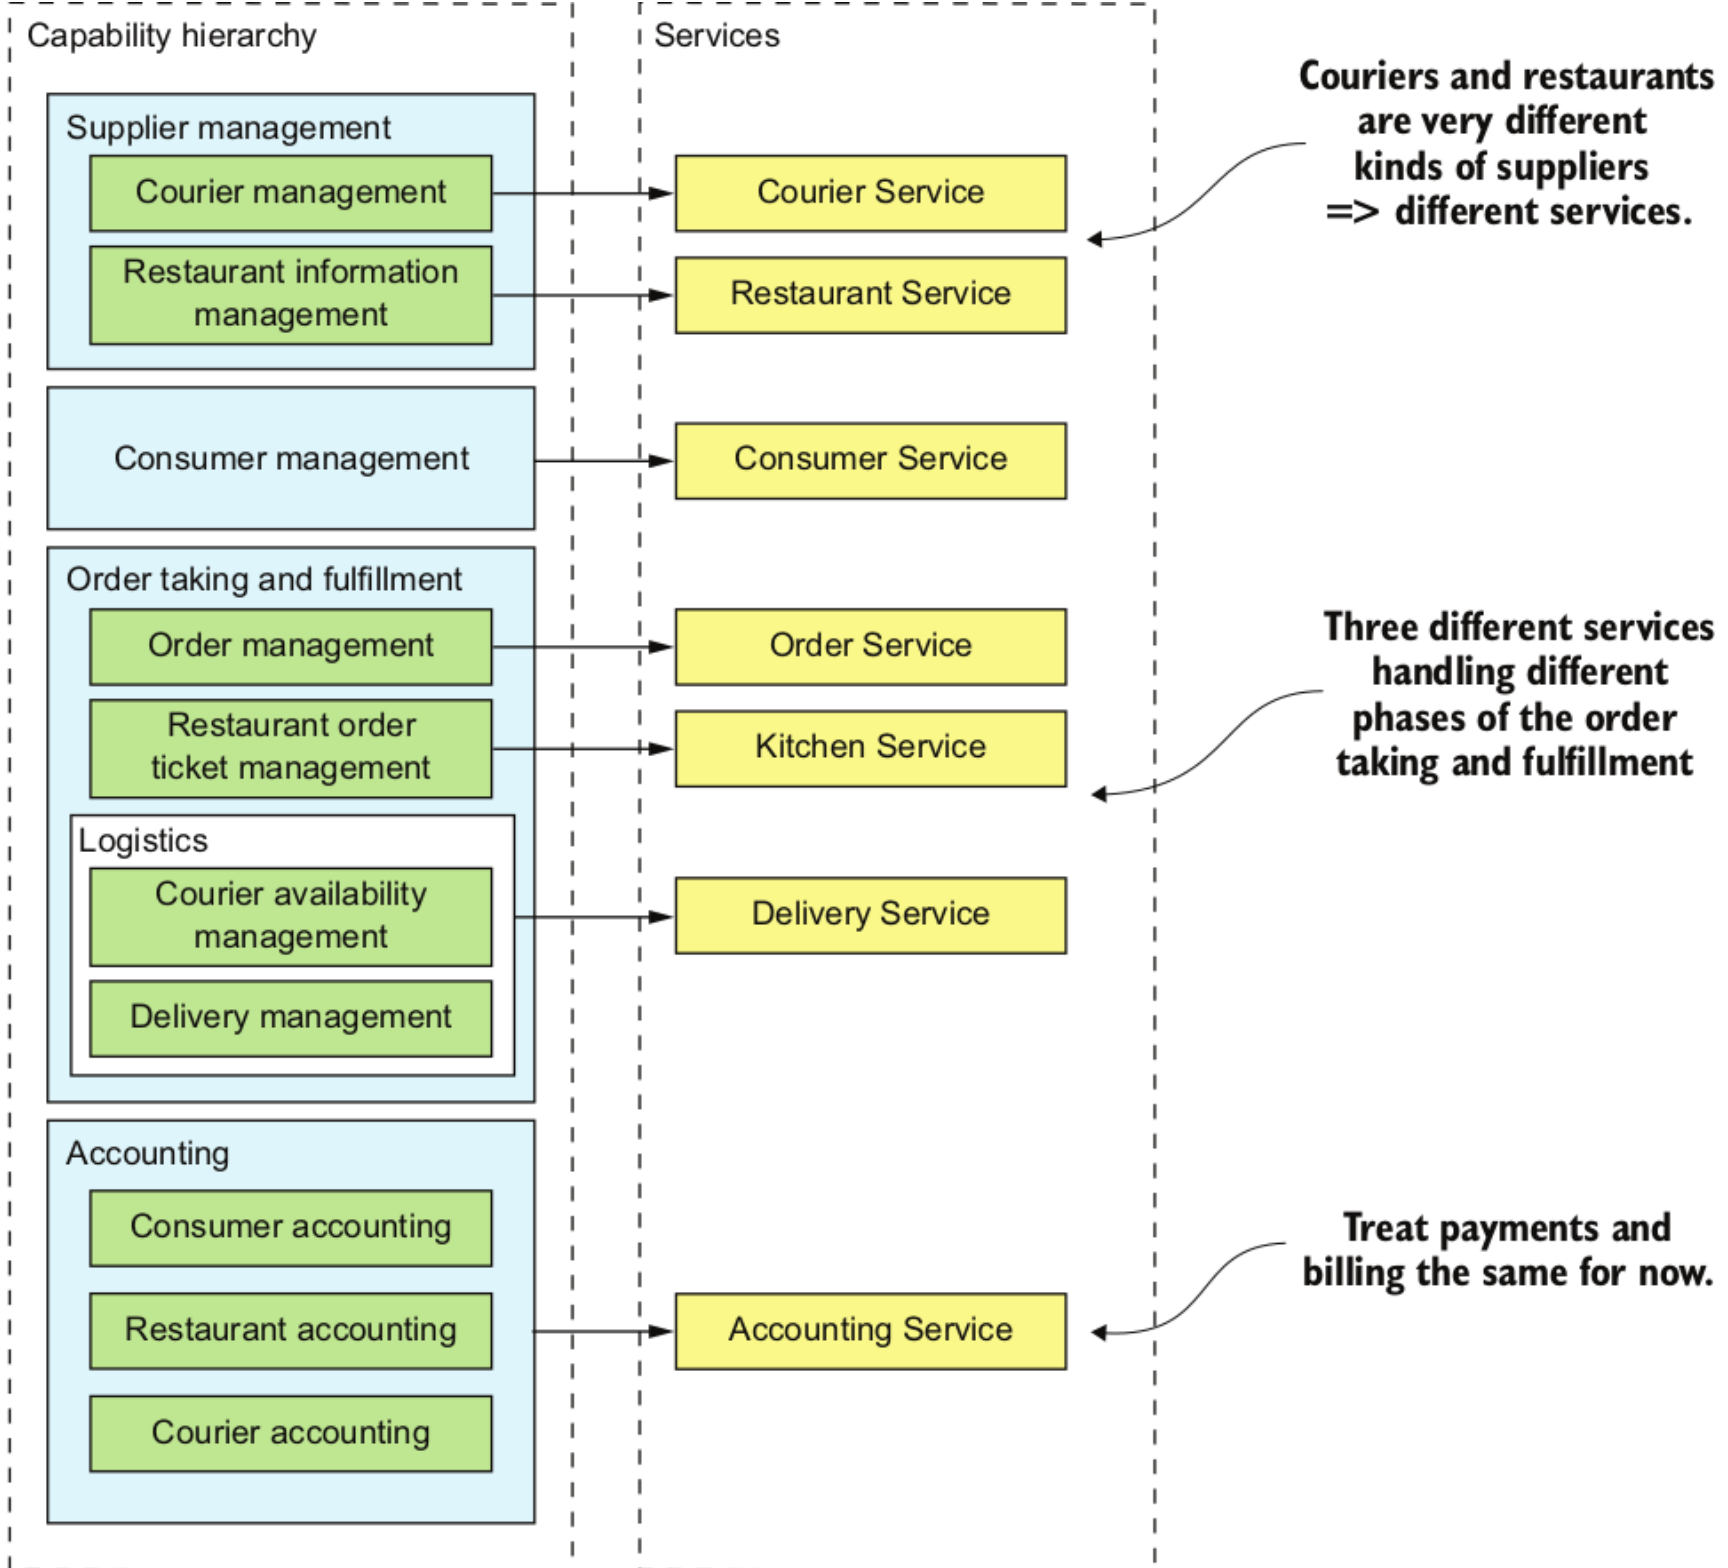 Capability hierarchy
Services
Supplier management
Courier management
Restaurant information
management
Courier Service
Restaurant Service
Couriers and restaurants
are very different
kinds of suppliers
=> different services.
Consumer management
Consumer Service
Order taking and fulfillment
Order management
Restaurant order
ticket management
Logistics
Courier availability
management
Delivery management
Order Service
Kitchen Service
Delivery Service
Three different services
handling different
phases of the order
taking and fulfillment
Accounting
Consumer accounting
Restaurant accounting
Courier accounting
Accounting Service
Treat payments and
billing the same for now.